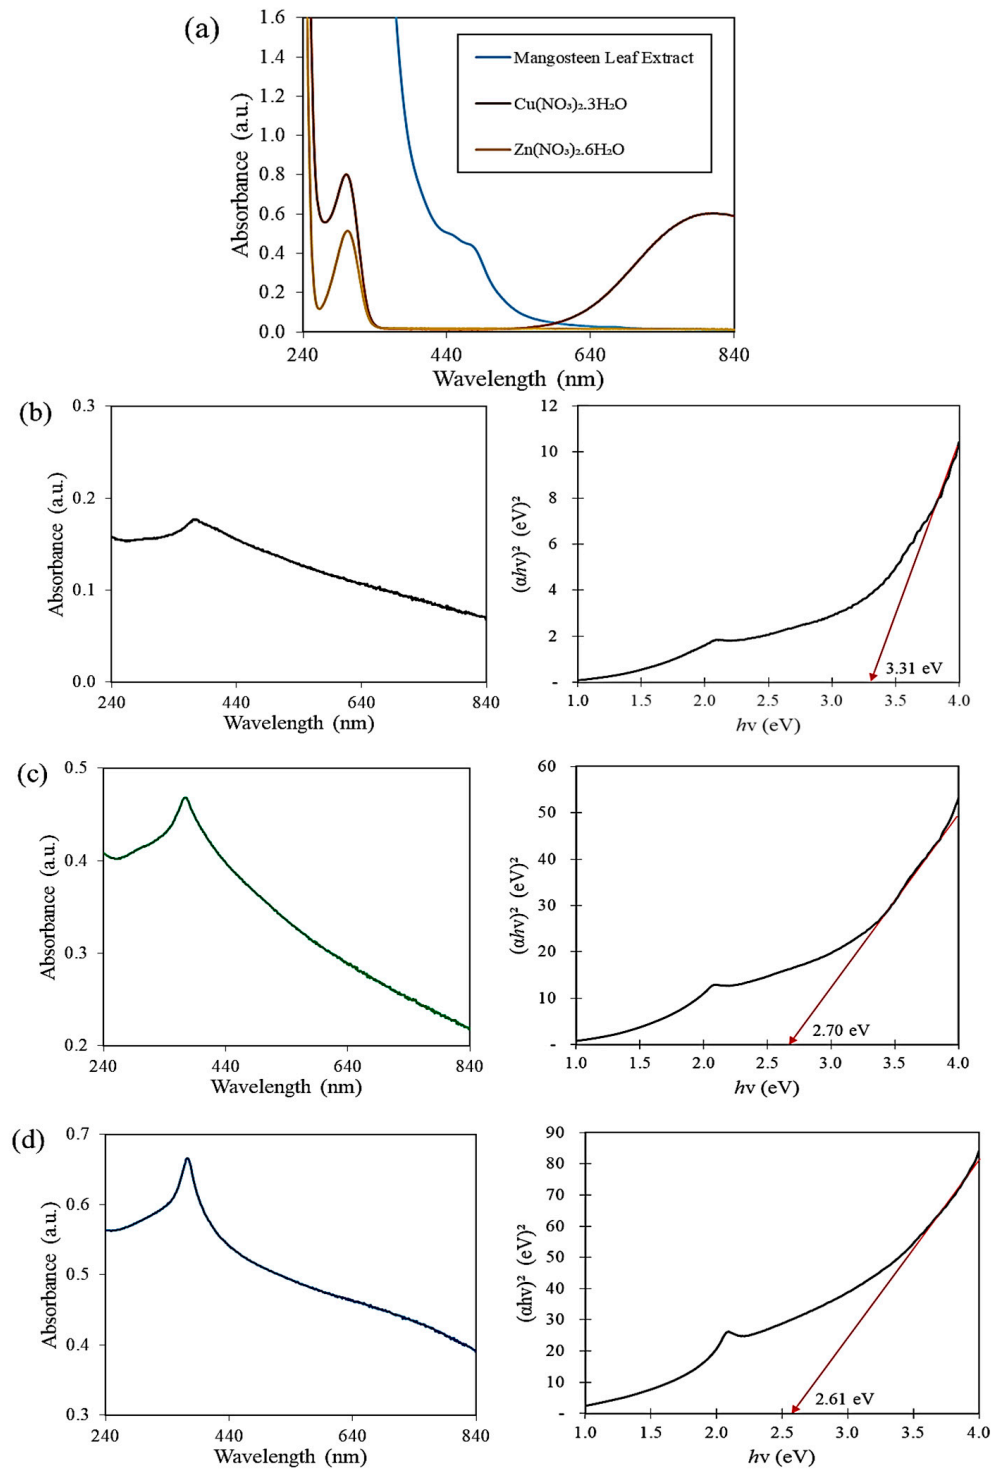 (a)
1.6
1.4
1.2
1.0
0.8
0.6
0.4
0.2
0.0
Absorbance (a.u.)
Mangosteen Leaf Extract
Cu(NO₃)₂.3H₂O
Zn(NO₃)₂.6H₂O
240 440 640 840
Wavelength (nm)
(b)
0.3
0.2
0.1
0.0
Absorbance (a.u.)
240 440 640 840
Wavelength (nm)
12
10
8
6
4
2
-
(αhν)² (eV)²
3.31 eV
1.0 1.5 2.0 2.5 3.0 3.5 4.0
hν (eV)
(c)
0.5
0.4
0.3
0.2
Absorbance (a.u.)
240 440 640 840
Wavelength (nm)
60
50
40
30
20
10
-
(αhν)² (eV)²
2.70 eV
1.0 1.5 2.0 2.5 3.0 3.5 4.0
hν (eV)
(d)
0.7
0.6
0.5
0.4
0.3
Absorbance (a.u.)
240 440 640 840
Wavelength (nm)
90
80
70
60
50
40
30
20
10
-
(αhν)² (eV)²
2.61 eV
1.0 1.5 2.0 2.5 3.0 3.5 4.0
hν (eV)